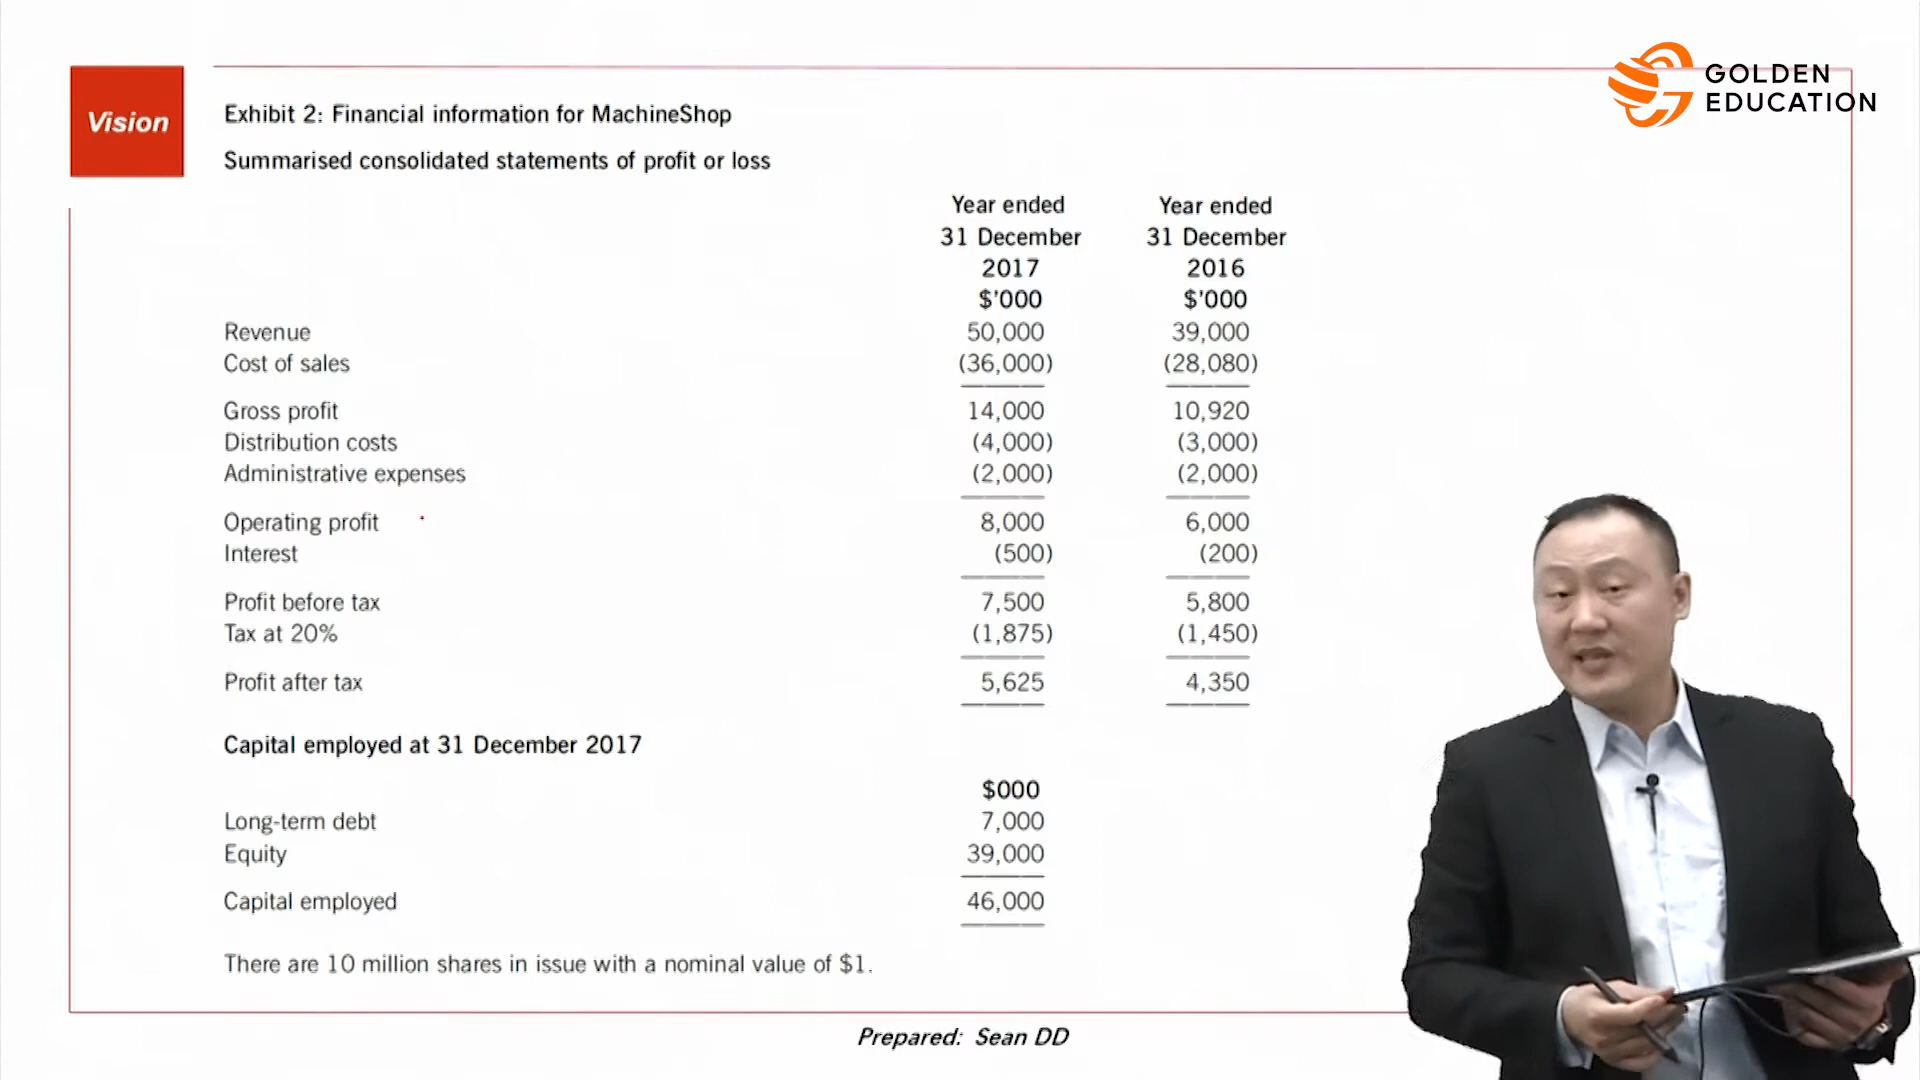 GOLDEN
EDUCATION
Vision
Exhibit 2: Financial information for MachineShop
Summarised consolidated statements of profit or loss
Year ended Year ended
31 December 31 December
2017 2016
$'000 $'000
Revenue 50,000 39,000
Cost of sales (36,000) (28,080)
Gross profit 14,000 10,920
Distribution costs (4,000) (3,000)
Administrative expenses (2,000) (2,000)
Operating profit 8,000 6,000
Interest (500) (200)
Profit before tax 7,500 5,800
Tax at 20% (1,875) (1,450)
Profit after tax 5,625 4,350
Capital employed at 31 December 2017
$000
Long-term debt 7,000
Equity 39,000
Capital employed 46,000
There are 10 million shares in issue with a nominal value of $1.
Prepared: Sean DD